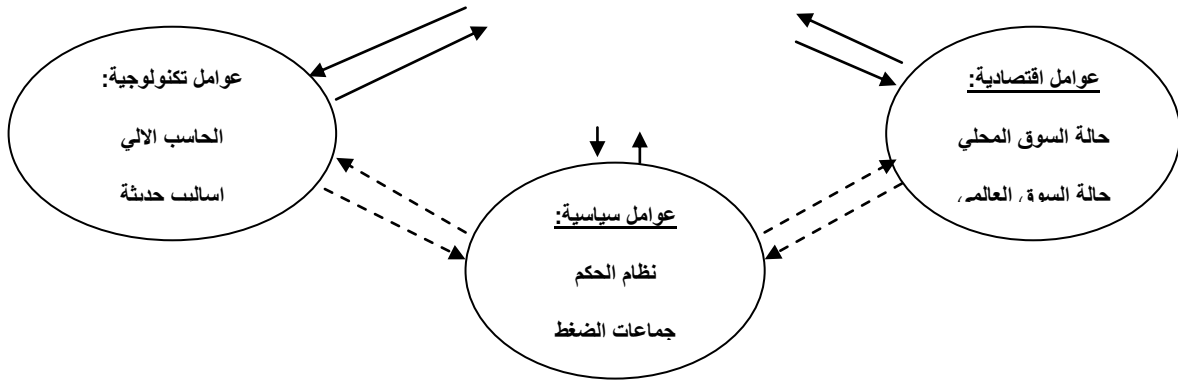 عوامل اقتصادية:
حالة السوق المحلي
حالة السوق العالمي
عوامل سياسية:
نظام الحكم
جماعات الضغط
عوامل تكنولوجية:
الحاسب الالي
اساليب حديثة